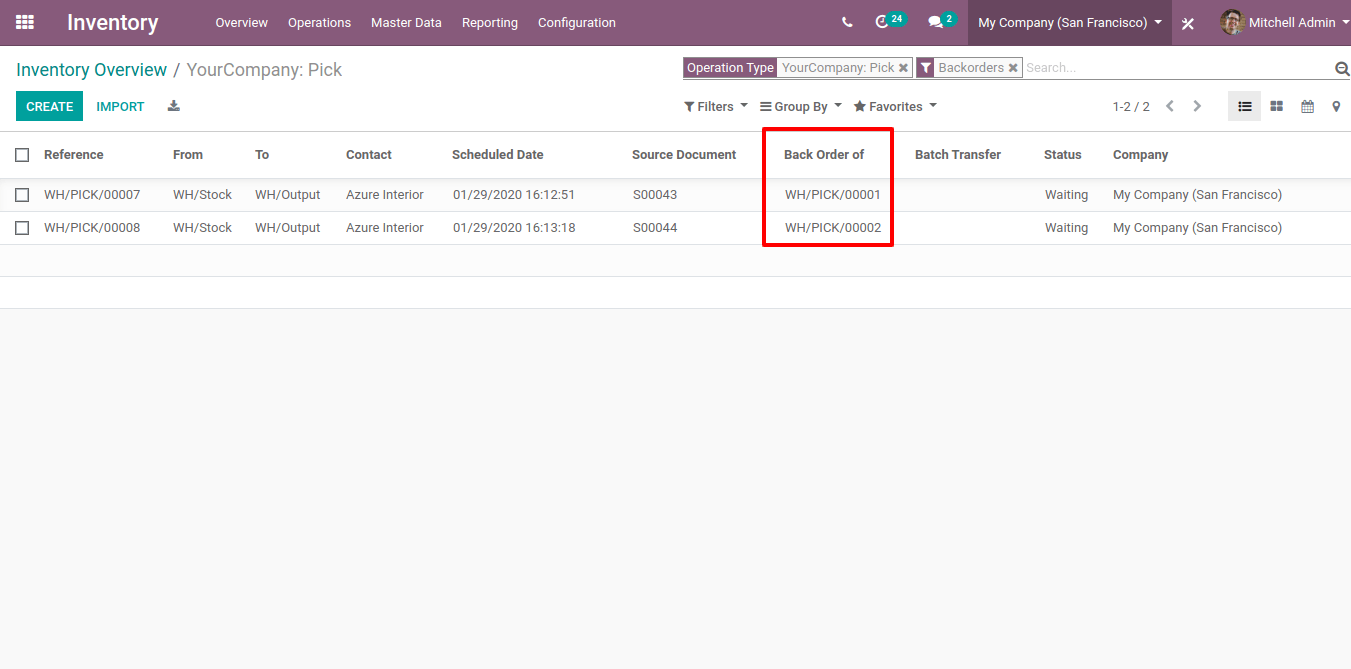 Inventory Overview Operations Master Data Reporting Configuration 24 2 My Company (San Francisco) Mitchell Admin
Inventory Overview / YourCompany: Pick Operation Type YourCompany: Pick Backorders Search...
CREATE IMPORT Filters Group By Favorites 1-2 / 2
Reference From To Contact Scheduled Date Source Document Back Order of Batch Transfer Status Company
WH/PICK/00007 WH/Stock WH/Output Azure Interior 01/29/2020 16:12:51 S00043 WH/PICK/00001 Waiting My Company (San Francisco)
WH/PICK/00008 WH/Stock WH/Output Azure Interior 01/29/2020 16:13:18 S00044 WH/PICK/00002 Waiting My Company (San Francisco)